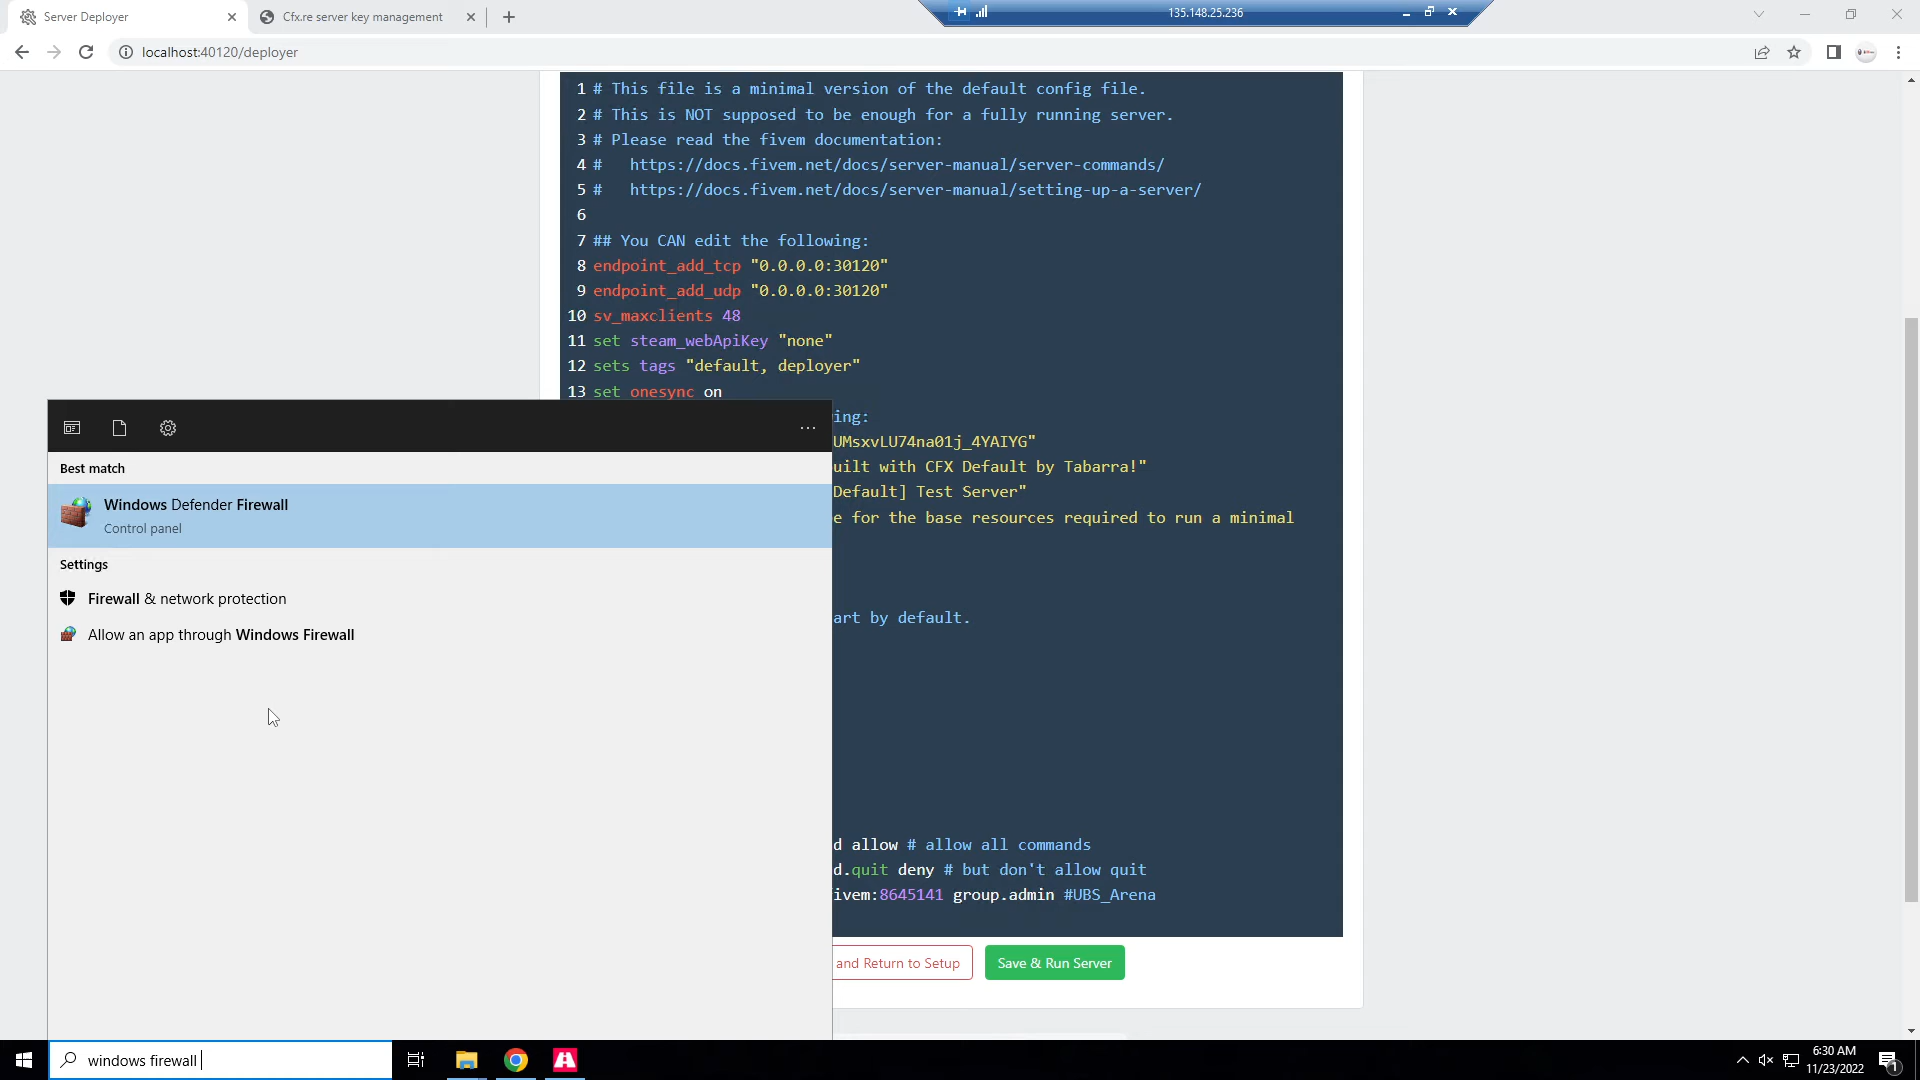 Server Deployer
Cfx.re server key management
135.148.25.236
localhost:40120/deployer
1 # This file is a minimal version of the default config file.
2 # This is NOT supposed to be enough for a fully running server.
3 # Please read the fivem documentation:
4 #   https://docs.fivem.net/docs/server-manual/server-commands/
5 #   https://docs.fivem.net/docs/server-manual/setting-up-a-server/
6
7 ## You CAN edit the following:
8 endpoint_add_tcp "0.0.0.0:30120"
9 endpoint_add_udp "0.0.0.0:30120"
10 sv_maxclients 48
11 set steam_webApiKey "none"
12 sets tags "default, deployer"
13 set onesync on
ing:
UMsxvLU74na01j_4YAIYG"
uilt with CFX Default by Tabarra!"
Default] Test Server"
e for the base resources required to run a minimal
art by default.
d allow # allow all commands
d.quit deny # but don't allow quit
ivem:8645141 group.admin #UBS_Arena
and Return to Setup
Save & Run Server
Best match
Windows Defender Firewall
Control panel
Settings
Firewall & network protection
Allow an app through Windows Firewall
windows firewall
6:30 AM
11/23/2022
1